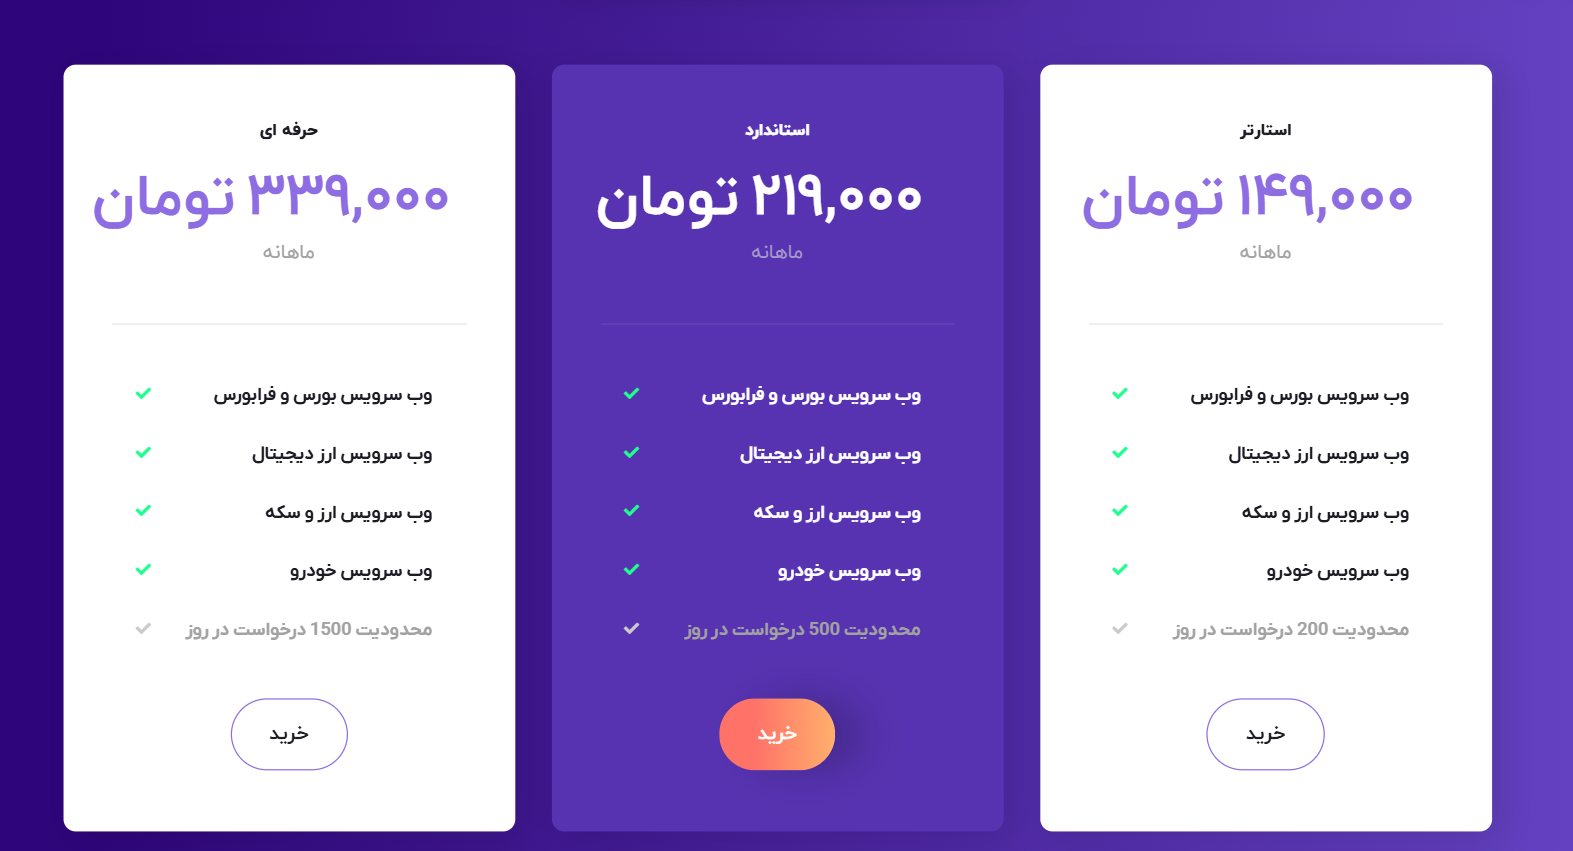 استارتر
۱۴۹,۰۰۰ تومان
ماهانه
وب سرویس بورس و فرابورس
وب سرویس ارز دیجیتال
وب سرویس ارز و سکه
وب سرویس خودرو
محدودیت 200 درخواست در روز
خرید
استاندارد
۲۱۹,۰۰۰ تومان
ماهانه
وب سرویس بورس و فرابورس
وب سرویس ارز دیجیتال
وب سرویس ارز و سکه
وب سرویس خودرو
محدودیت 500 درخواست در روز
خرید
حرفه ای
۳۳۹,۰۰۰ تومان
ماهانه
وب سرویس بورس و فرابورس
وب سرویس ارز دیجیتال
وب سرویس ارز و سکه
وب سرویس خودرو
محدودیت 1500 درخواست در روز
خرید